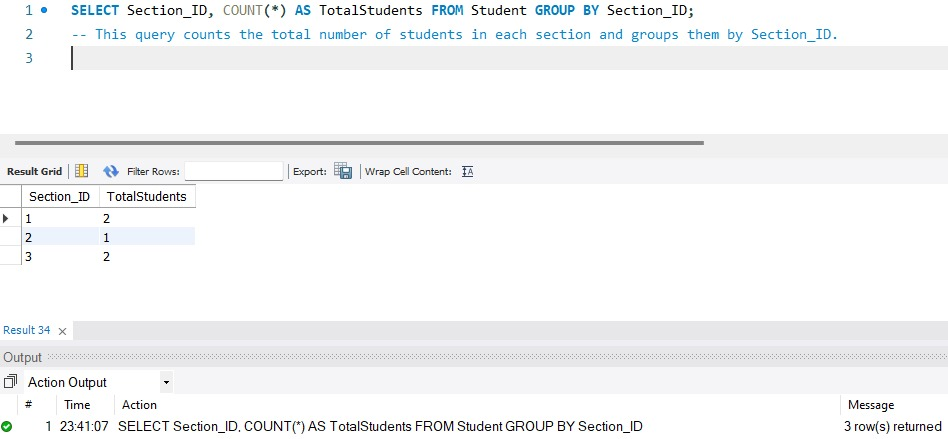 1 SELECT Section_ID, COUNT(*) AS TotalStudents FROM Student GROUP BY Section_ID;
2 -- This query counts the total number of students in each section and groups them by Section_ID.
3
Result Grid Filter Rows: Export: Wrap Cell Content: IA
Section_ID TotalStudents
1 2
2 1
3 2
Result 34 ×
Output
Action Output
# Time Action Message
1 23:41:07 SELECT Section_ID, COUNT(*) AS TotalStudents FROM Student GROUP BY Section_ID 3 row(s) returned